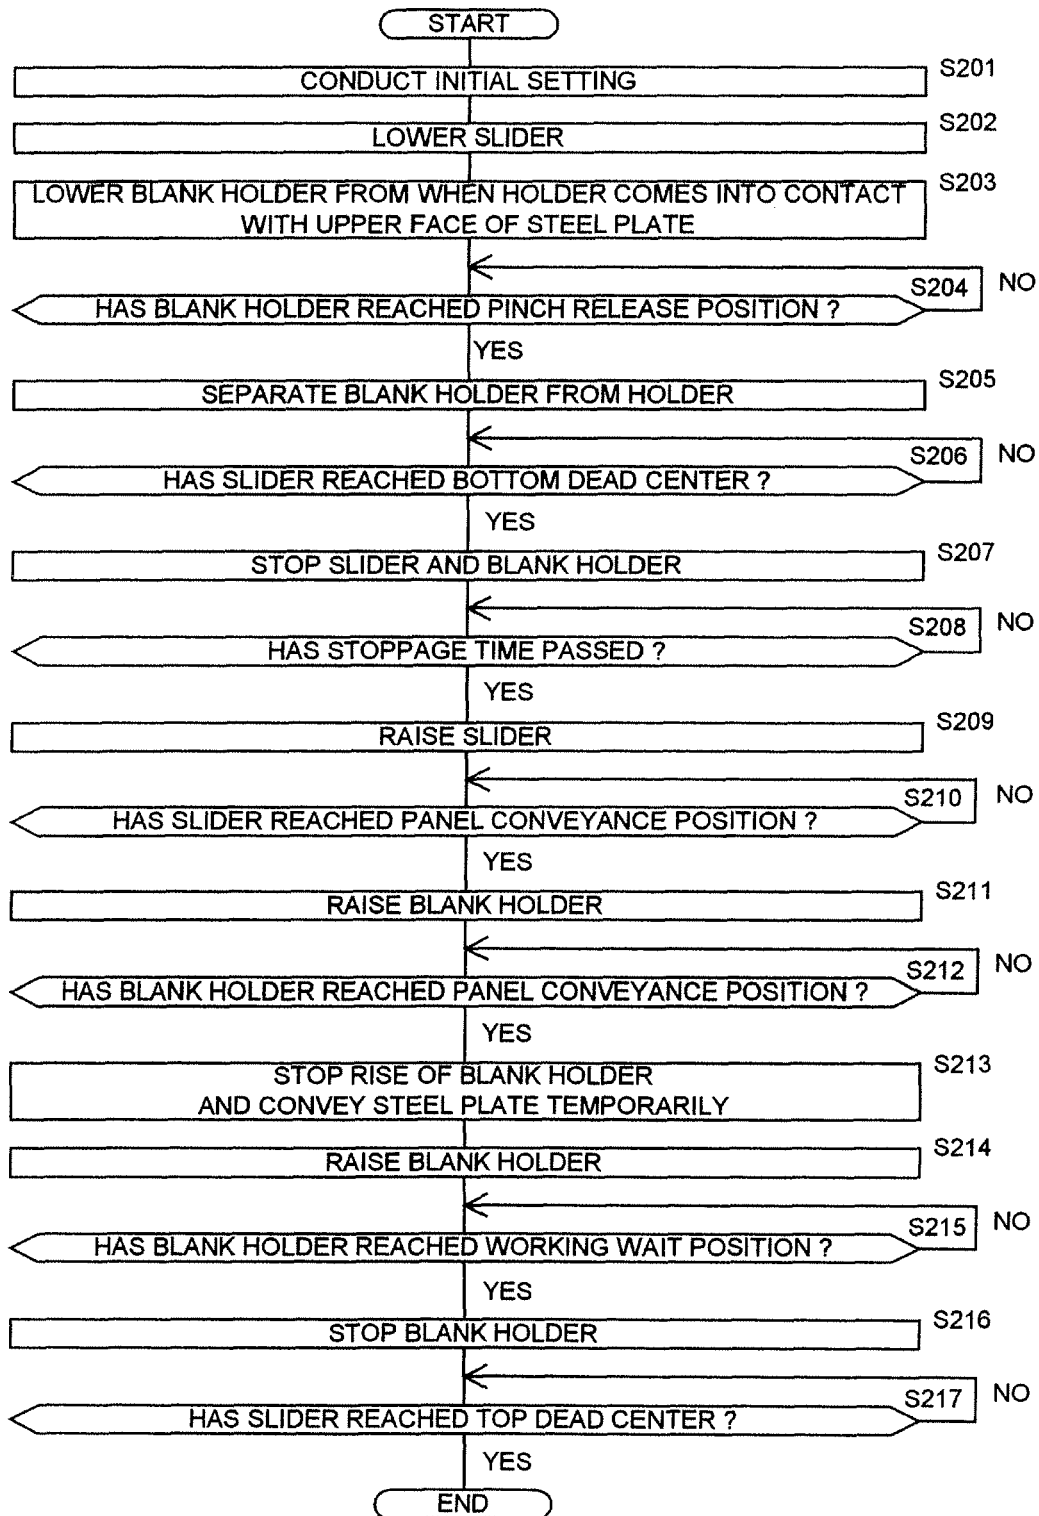 START
S201
CONDUCT INITIAL SETTING
S202
LOWER SLIDER
S203
LOWER BLANK HOLDER FROM WHEN HOLDER COMES INTO CONTACT
WITH UPPER FACE OF STEEL PLATE
S204
NO
HAS BLANK HOLDER REACHED PINCH RELEASE POSITION ?
YES
S205
SEPARATE BLANK HOLDER FROM HOLDER
S206
NO
HAS SLIDER REACHED BOTTOM DEAD CENTER ?
YES
S207
STOP SLIDER AND BLANK HOLDER
S208
NO
HAS STOPPAGE TIME PASSED ?
YES
S209
RAISE SLIDER
S210
NO
HAS SLIDER REACHED PANEL CONVEYANCE POSITION ?
YES
S211
RAISE BLANK HOLDER
S212
NO
HAS BLANK HOLDER REACHED PANEL CONVEYANCE POSITION ?
YES
S213
STOP RISE OF BLANK HOLDER
AND CONVEY STEEL PLATE TEMPORARILY
S214
RAISE BLANK HOLDER
S215
NO
HAS BLANK HOLDER REACHED WORKING WAIT POSITION ?
YES
S216
STOP BLANK HOLDER
S217
NO
HAS SLIDER REACHED TOP DEAD CENTER ?
YES
END